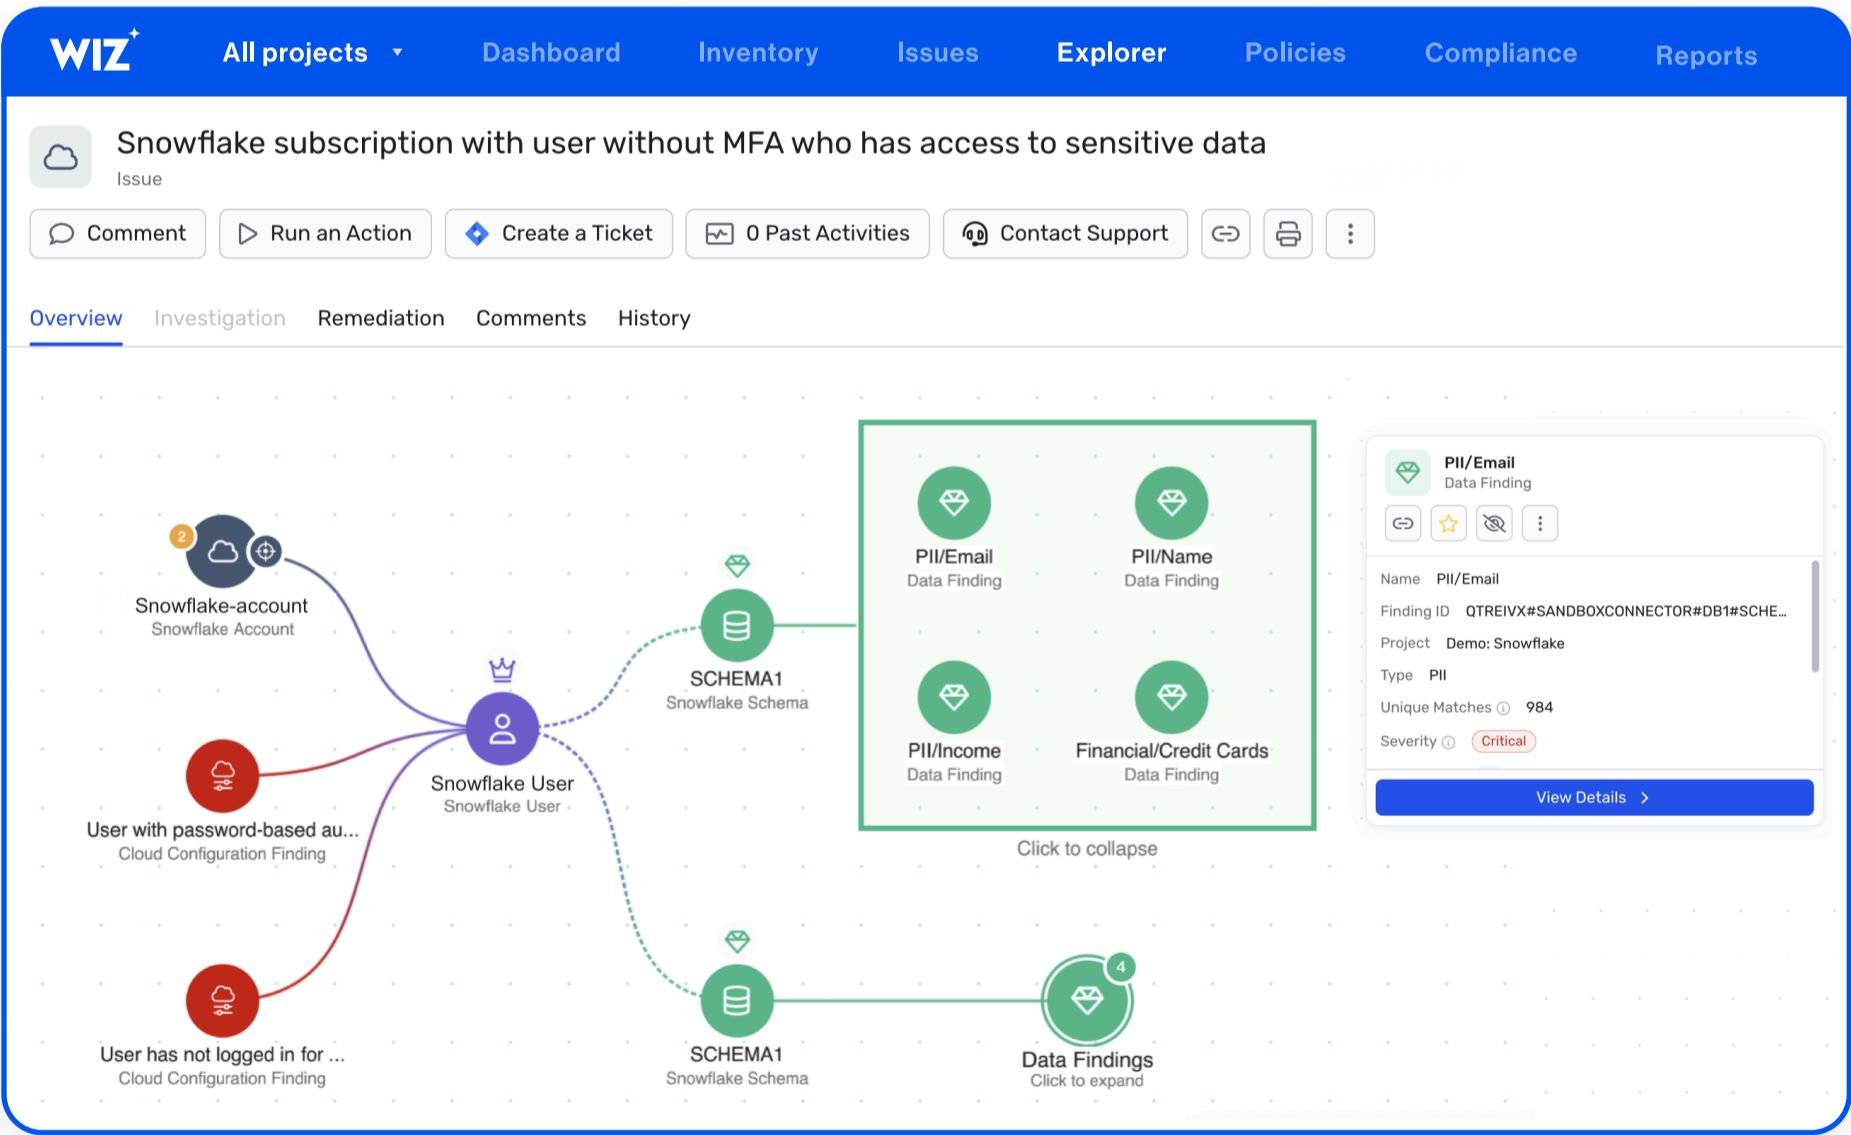 WIZ
All projects
Dashboard
Inventory
Issues
Explorer
Policies
Compliance
Reports
Snowflake subscription with user without MFA who has access to sensitive data
Issue
Comment
Run an Action
Create a Ticket
0 Past Activities
Contact Support
Overview
Investigation
Remediation
Comments
History
2
Snowflake-account
Snowflake Account
User with password-based au...
Cloud Configuration Finding
User has not logged in for ...
Cloud Configuration Finding
Snowflake User
Snowflake User
SCHEMA1
Snowflake Schema
SCHEMA1
Snowflake Schema
PII/Email
Data Finding
PII/Name
Data Finding
PII/Income
Data Finding
Financial/Credit Cards
Data Finding
Click to collapse
4
Data Findings
Click to expand
PII/Email
Data Finding
Name PII/Email
Finding ID QTREIVX#SANDBOXCONNECTOR#DB1#SCHE...
Project Demo: Snowflake
Type PII
Unique Matches 984
Severity Critical
View Details